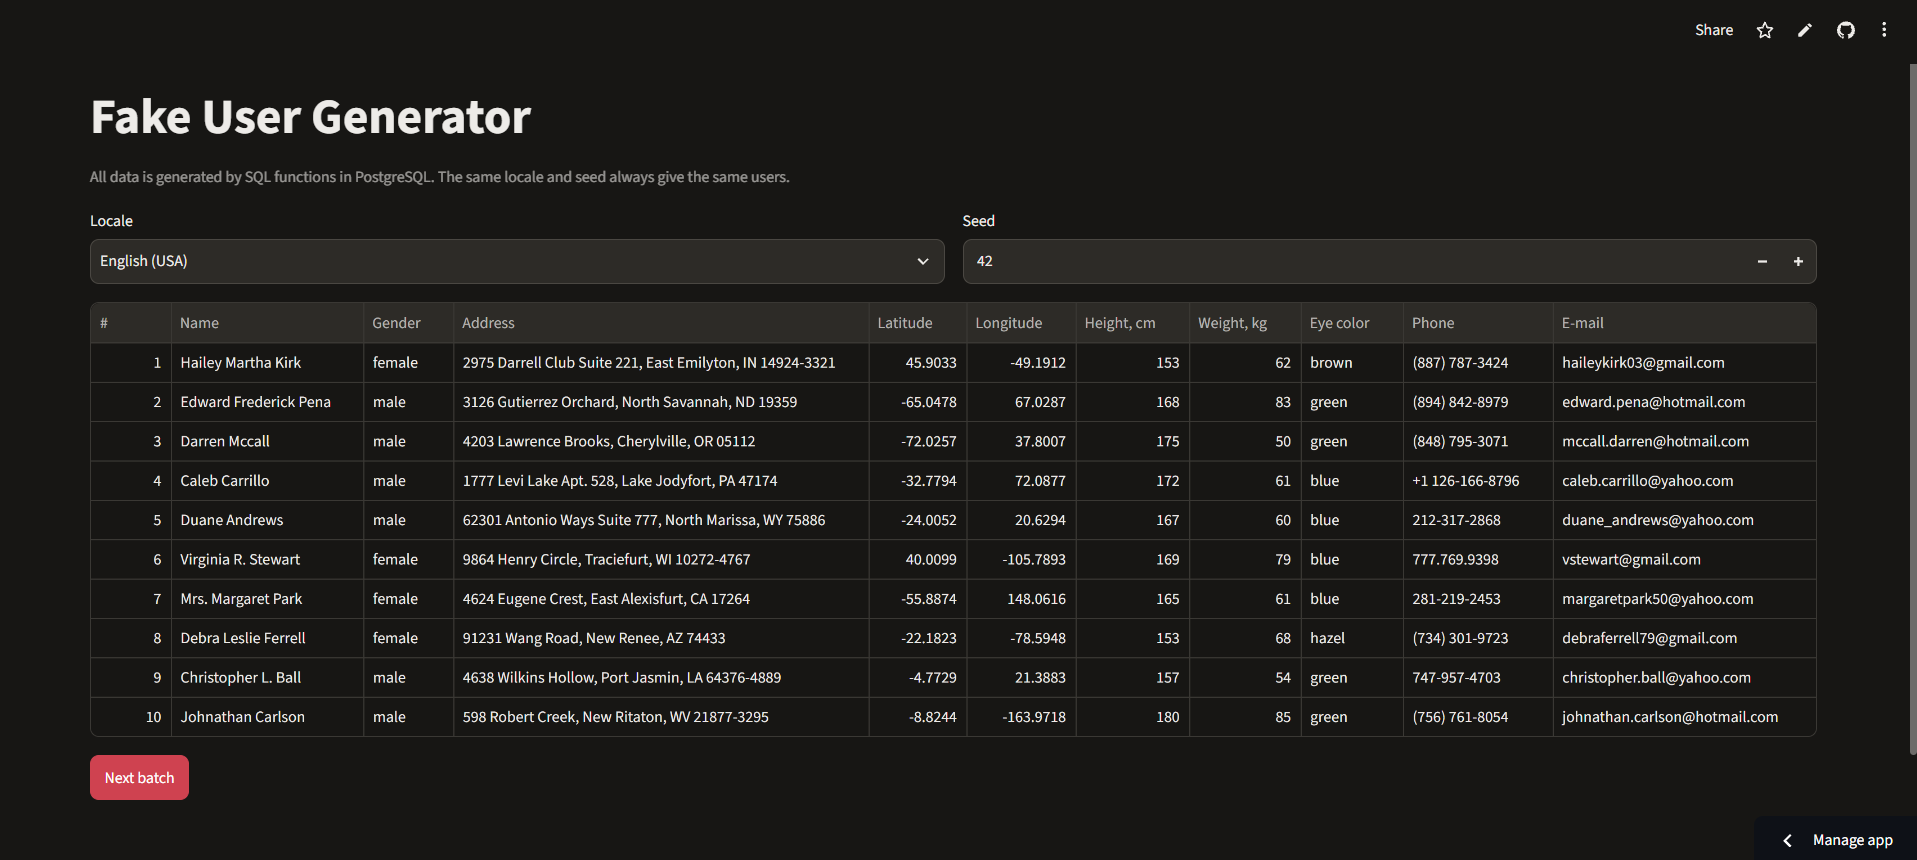 Share
Fake User Generator
All data is generated by SQL functions in PostgreSQL. The same locale and seed always give the same users.
Locale Seed
English (USA) 42 − +
# Name Gender Address Latitude Longitude Height, cm Weight, kg Eye color Phone E-mail
1 Hailey Martha Kirk female 2975 Darrell Club Suite 221, East Emilyton, IN 14924-3321 45.9033 -49.1912 153 62 brown (887) 787-3424 haileykirk03@gmail.com
2 Edward Frederick Pena male 3126 Gutierrez Orchard, North Savannah, ND 19359 -65.0478 67.0287 168 83 green (894) 842-8979 edward.pena@hotmail.com
3 Darren Mccall male 4203 Lawrence Brooks, Cherylville, OR 05112 -72.0257 37.8007 175 50 green (848) 795-3071 mccall.darren@hotmail.com
4 Caleb Carrillo male 1777 Levi Lake Apt. 528, Lake Jodyfort, PA 47174 -32.7794 72.0877 172 61 blue +1 126-166-8796 caleb.carrillo@yahoo.com
5 Duane Andrews male 62301 Antonio Ways Suite 777, North Marissa, WY 75886 -24.0052 20.6294 167 60 blue 212-317-2868 duane_andrews@yahoo.com
6 Virginia R. Stewart female 9864 Henry Circle, Traciefurt, WI 10272-4767 40.0099 -105.7893 169 79 blue 777.769.9398 vstewart@gmail.com
7 Mrs. Margaret Park female 4624 Eugene Crest, East Alexisfurt, CA 17264 -55.8874 148.0616 165 61 blue 281-219-2453 margaretpark50@yahoo.com
8 Debra Leslie Ferrell female 91231 Wang Road, New Renee, AZ 74433 -22.1823 -78.5948 153 68 hazel (734) 301-9723 debraferrell79@gmail.com
9 Christopher L. Ball male 4638 Wilkins Hollow, Port Jasmin, LA 64376-4889 -4.7729 21.3883 157 54 green 747-957-4703 christopher.ball@yahoo.com
10 Johnathan Carlson male 598 Robert Creek, New Ritaton, WV 21877-3295 -8.8244 -163.9718 180 85 green (756) 761-8054 johnathan.carlson@hotmail.com
Next batch
Manage app